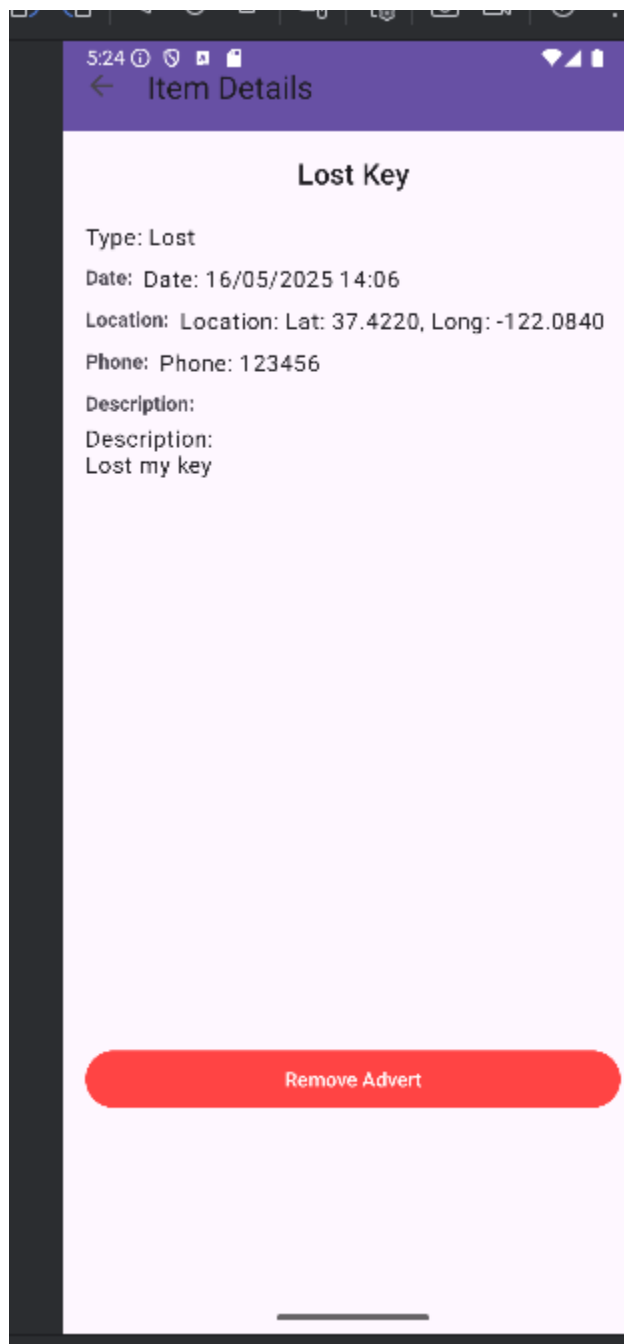 5:24
Item Details
Lost Key
Type: Lost
Date: Date: 16/05/2025 14:06
Location: Location: Lat: 37.4220, Long: -122.0840
Phone: Phone: 123456
Description:
Description:
Lost my key
Remove Advert